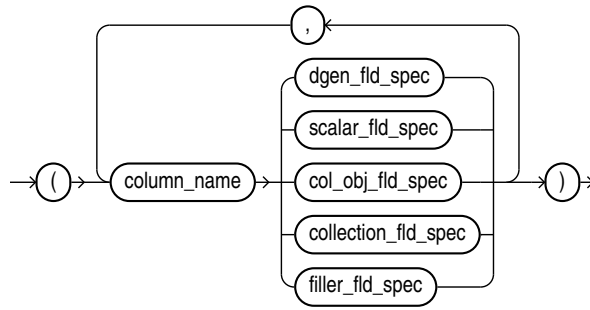 ,
dgen_fld_spec
scalar_fld_spec
( column_name col_obj_fld_spec )
collection_fld_spec
filler_fld_spec